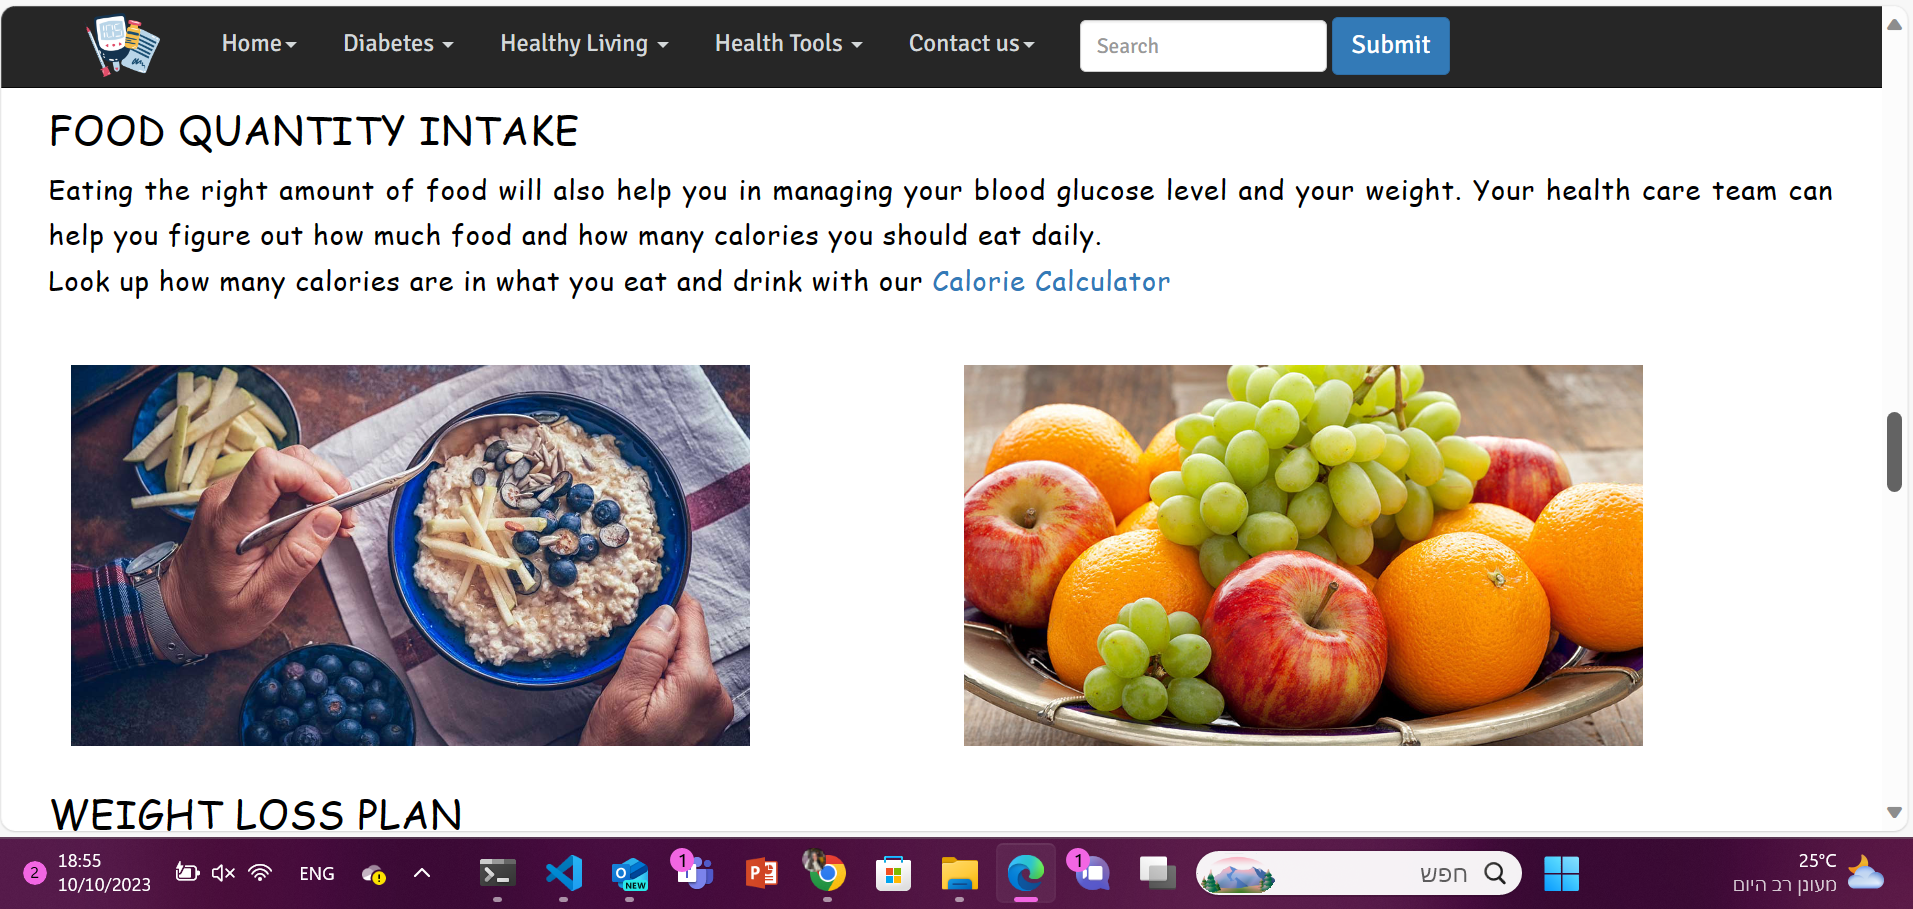 Home
Diabetes
Healthy Living
Health Tools
Contact us
Search
Submit
FOOD QUANTITY INTAKE
Eating the right amount of food will also help you in managing your blood glucose level and your weight. Your health care team can
help you figure out how much food and how many calories you should eat daily.
Look up how many calories are in what you eat and drink with our Calorie Calculator
WEIGHT LOSS PLAN
2
18:55
10/10/2023
ENG
NEW
1
1
חפש
25°C
מעונן רב היום